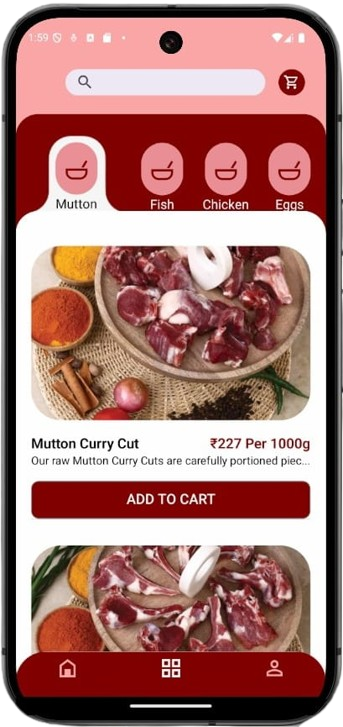 1:59
Mutton
Fish
Chicken
Eggs
Mutton Curry Cut
₹227 Per 1000g
Our raw Mutton Curry Cuts are carefully portioned piec...
ADD TO CART